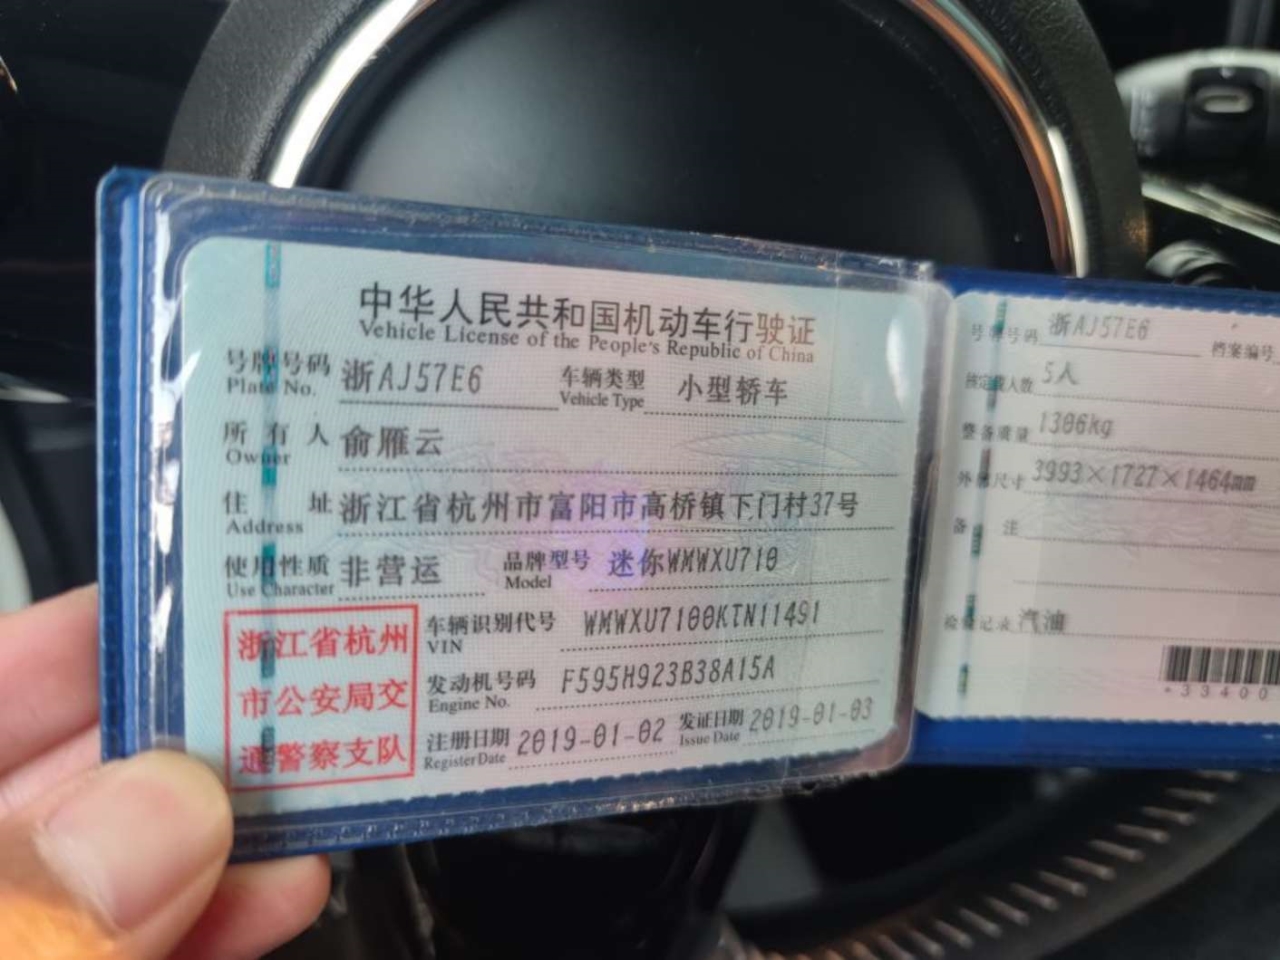 中华人民共和国机动车行驶证
Vehicle License of the People's Republic of China
号牌号码 浙AJ57E6 车辆类型 小型轿车
Plate No. Vehicle Type
所有人 俞雁云
Owner
住址 浙江省杭州市富阳市高桥镇下门村37号
Address
使用性质 非营运 品牌型号 迷你WMWXU710
Use Character Model
浙江省杭州
市公安局交
通警察支队
车辆识别代号 WMWXU7100KTN11491
VIN
发动机号码 F595H923B38A15A
Engine No.
注册日期 2019-01-02 发证日期 2019-01-03
Register Date Issue Date
号牌号码 浙AJ57E6 档案编号
核定载人数 5人
整备质量 1306kg
外廓尺寸 3993×1727×1464mm
备注
检验记录 汽油
*33400